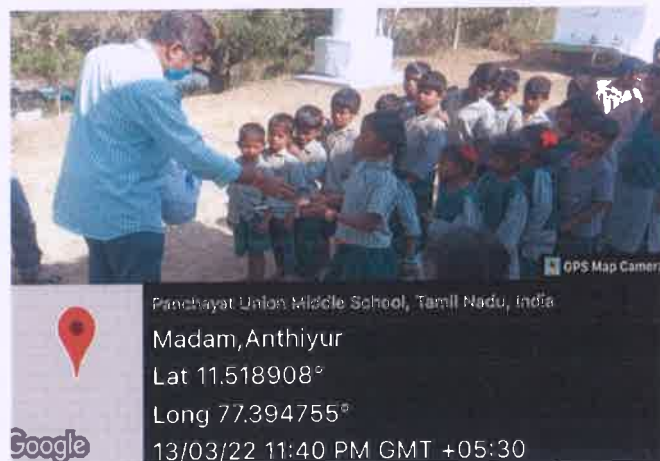 GPS Map Camera
Panchayat Union Middle School, Tamil Nadu, India
Madam,Anthiyur
Lat 11.518908°
Long 77.394755°
Google
13/03/22 11:40 PM GMT +05:30